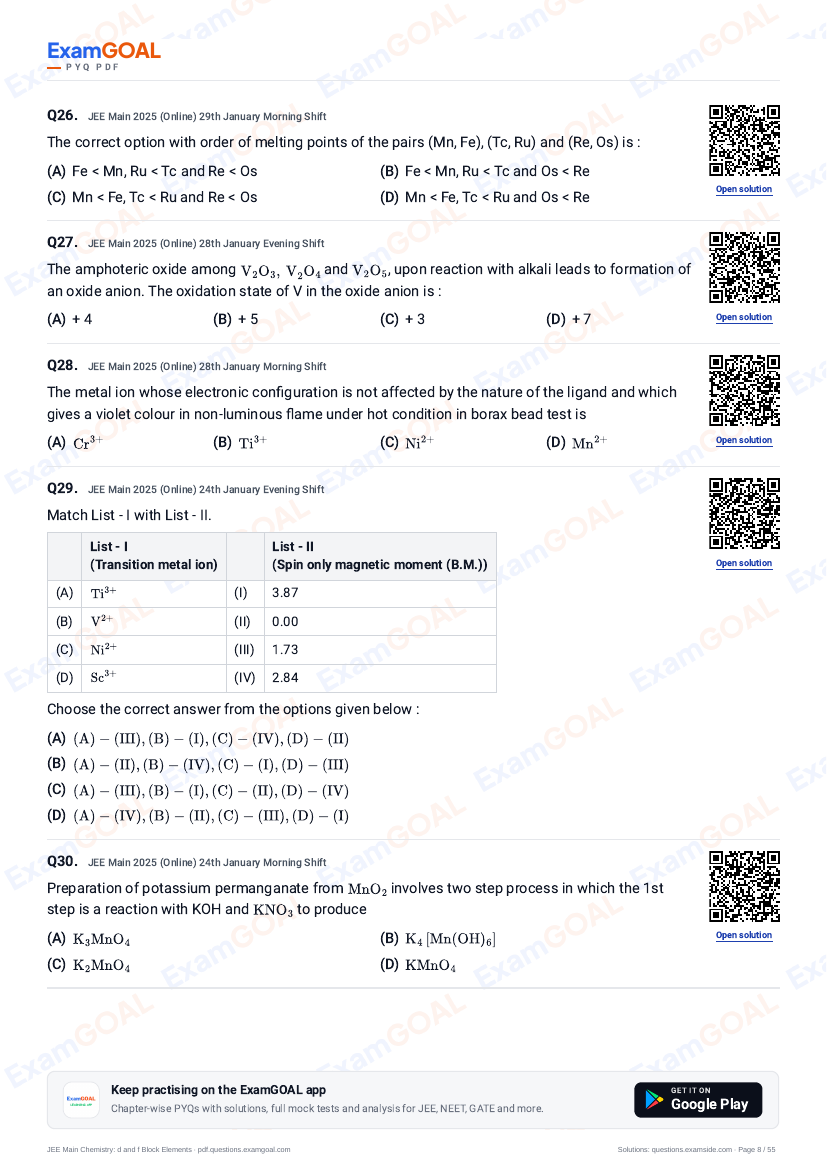 ExamGOAL
PYQ PDF
Q26. JEE Main 2025 (Online) 29th January Morning Shift
The correct option with order of melting points of the pairs (Mn, Fe), (Tc, Ru) and (Re, Os) is :
(A) Fe < Mn, Ru < Tc and Re < Os
(B) Fe < Mn, Ru < Tc and Os < Re
(C) Mn < Fe, Tc < Ru and Re < Os
(D) Mn < Fe, Tc < Ru and Os < Re
Open solution
Q27. JEE Main 2025 (Online) 28th January Evening Shift
The amphoteric oxide among V₂O₃, V₂O₄ and V₂O₅, upon reaction with alkali leads to formation of
an oxide anion. The oxidation state of V in the oxide anion is :
(A) + 4 (B) + 5 (C) + 3 (D) + 7
Open solution
Q28. JEE Main 2025 (Online) 28th January Morning Shift
The metal ion whose electronic configuration is not affected by the nature of the ligand and which
gives a violet colour in non-luminous flame under hot condition in borax bead test is
(A) Cr³⁺ (B) Ti³⁺ (C) Ni²⁺ (D) Mn²⁺
Open solution
Q29. JEE Main 2025 (Online) 24th January Evening Shift
Match List - I with List - II.
List - I (Transition metal ion) List - II (Spin only magnetic moment (B.M.))
(A) Ti³⁺ (I) 3.87
(B) V²⁺ (II) 0.00
(C) Ni²⁺ (III) 1.73
(D) Sc³⁺ (IV) 2.84
Open solution
Choose the correct answer from the options given below :
(A) (A) − (III), (B) − (I), (C) − (IV), (D) − (II)
(B) (A) − (II), (B) − (IV), (C) − (I), (D) − (III)
(C) (A) − (III), (B) − (I), (C) − (II), (D) − (IV)
(D) (A) − (IV), (B) − (II), (C) − (III), (D) − (I)
Q30. JEE Main 2025 (Online) 24th January Morning Shift
Preparation of potassium permanganate from MnO₂ involves two step process in which the 1st
step is a reaction with KOH and KNO₃ to produce
(A) K₃MnO₄ (B) K₄ [Mn(OH)₆]
(C) K₂MnO₄ (D) KMnO₄
Open solution
ExamGOAL
Keep practising on the ExamGOAL app
Chapter-wise PYQs with solutions, full mock tests and analysis for JEE, NEET, GATE and more.
GET IT ON
Google Play
JEE Main Chemistry: d and f Block Elements · pdf.questions.examgoal.com
Solutions: questions.examside.com · Page 8 / 55